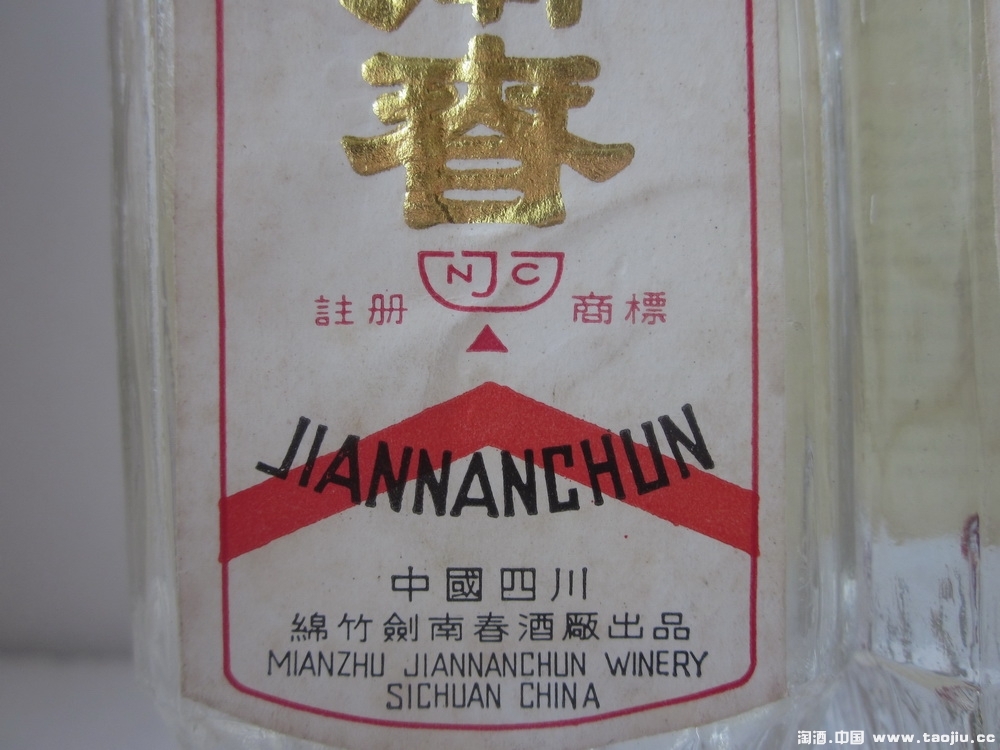 春
NJC
註册 商標
JIANNANCHUN
中國四川
綿竹劍南春酒厰出品
MIANZHU JIANNANCHUN WINERY
SICHUAN CHINA
淘酒.中国 www.taojiu.cc